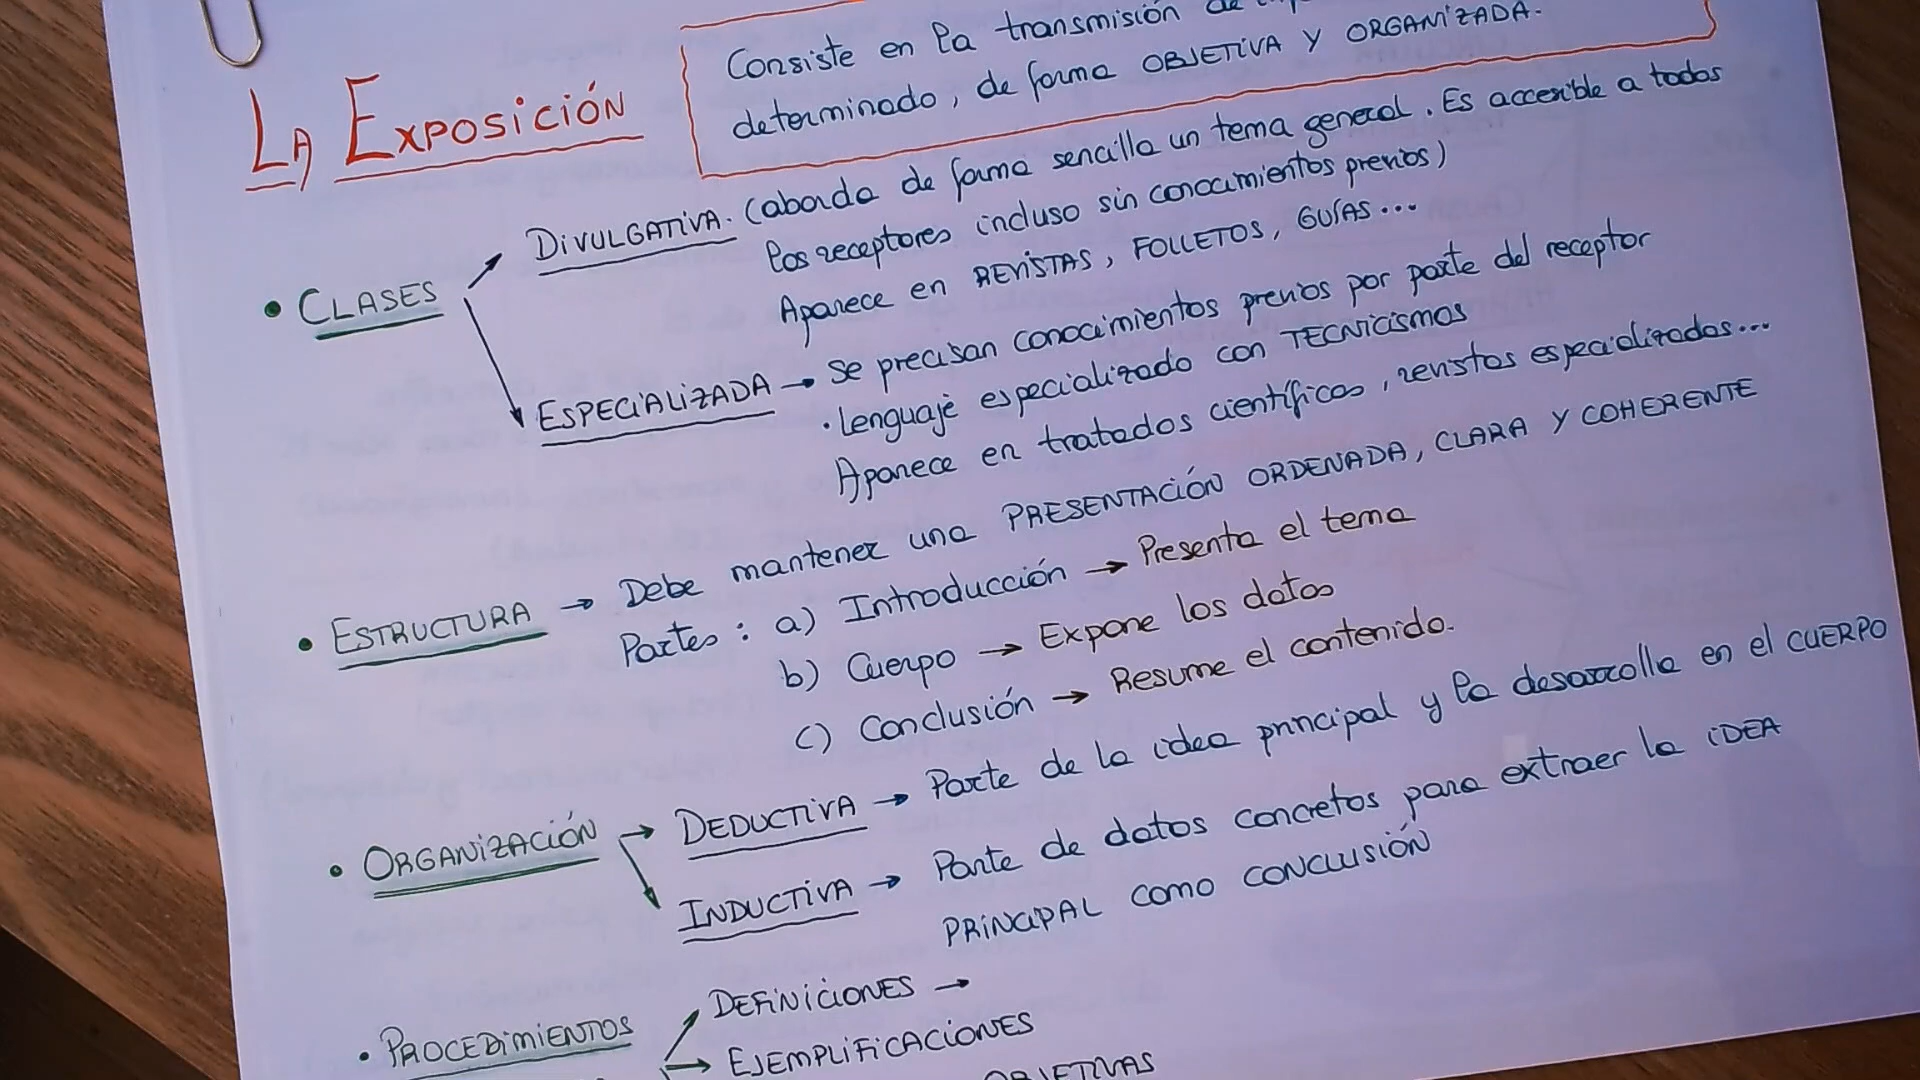 Consiste en la transmisión de
determinado, de forma OBJETIVA Y ORGANIZADA.
LA EXPOSICIÓN
• CLASES
DIVULGATIVA. (aborda de forma sencilla un tema general. Es accesible a todos
los receptores incluso sin conocimientos previos)
Aparece en REVISTAS, FOLLETOS, GUÍAS...
ESPECIALIZADA → Se precisan conocimientos previos por parte del receptor
· Lenguaje especializado con TECNICISMOS
Aparece en tratados científicos, revistas especializadas...
• ESTRUCTURA → Debe mantener una PRESENTACIÓN ORDENADA, CLARA Y COHERENTE
Partes: a) Introducción → Presenta el tema
b) Cuerpo → Expone los datos
c) Conclusión → Resume el contenido.
• ORGANIZACIÓN → DEDUCTIVA → Parte de la idea principal y la desarrolla en el CUERPO
INDUCTIVA → Parte de datos concretos para extraer la IDEA
PRINCIPAL como CONCLUSIÓN
• PROCEDIMIENTOS
DEFINICIONES →
→ EJEMPLIFICACIONES
OBJETIVAS